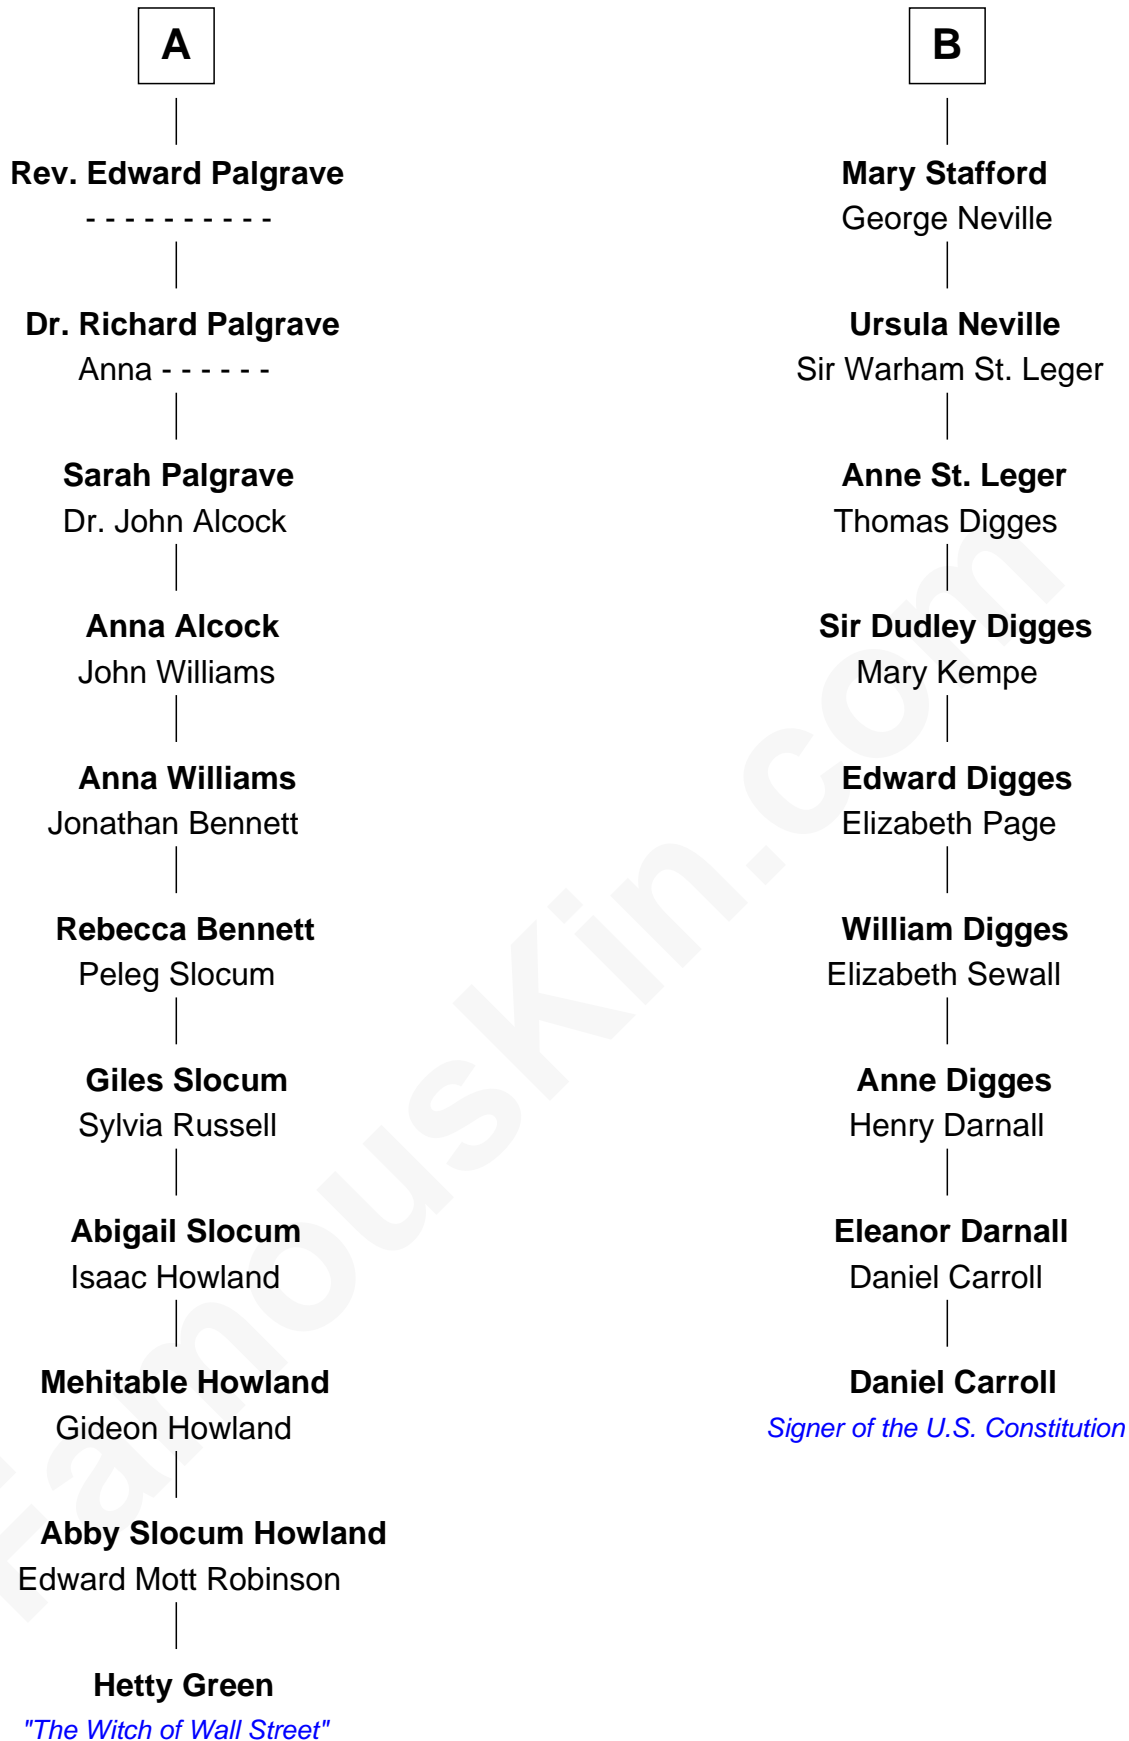 A
Rev. Edward Palgrave
- - - - - - - - - -
Dr. Richard Palgrave
Anna - - - - - -
Sarah Palgrave
Dr. John Alcock
Anna Alcock
John Williams
Anna Williams
Jonathan Bennett
Rebecca Bennett
Peleg Slocum
Giles Slocum
Sylvia Russell
Abigail Slocum
Isaac Howland
Mehitable Howland
Gideon Howland
Abby Slocum Howland
Edward Mott Robinson
Hetty Green
"The Witch of Wall Street"
B
Mary Stafford
George Neville
Ursula Neville
Sir Warham St. Leger
Anne St. Leger
Thomas Digges
Sir Dudley Digges
Mary Kempe
Edward Digges
Elizabeth Page
William Digges
Elizabeth Sewall
Anne Digges
Henry Darnall
Eleanor Darnall
Daniel Carroll
Daniel Carroll
Signer of the U.S. Constitution
FamousKin.com